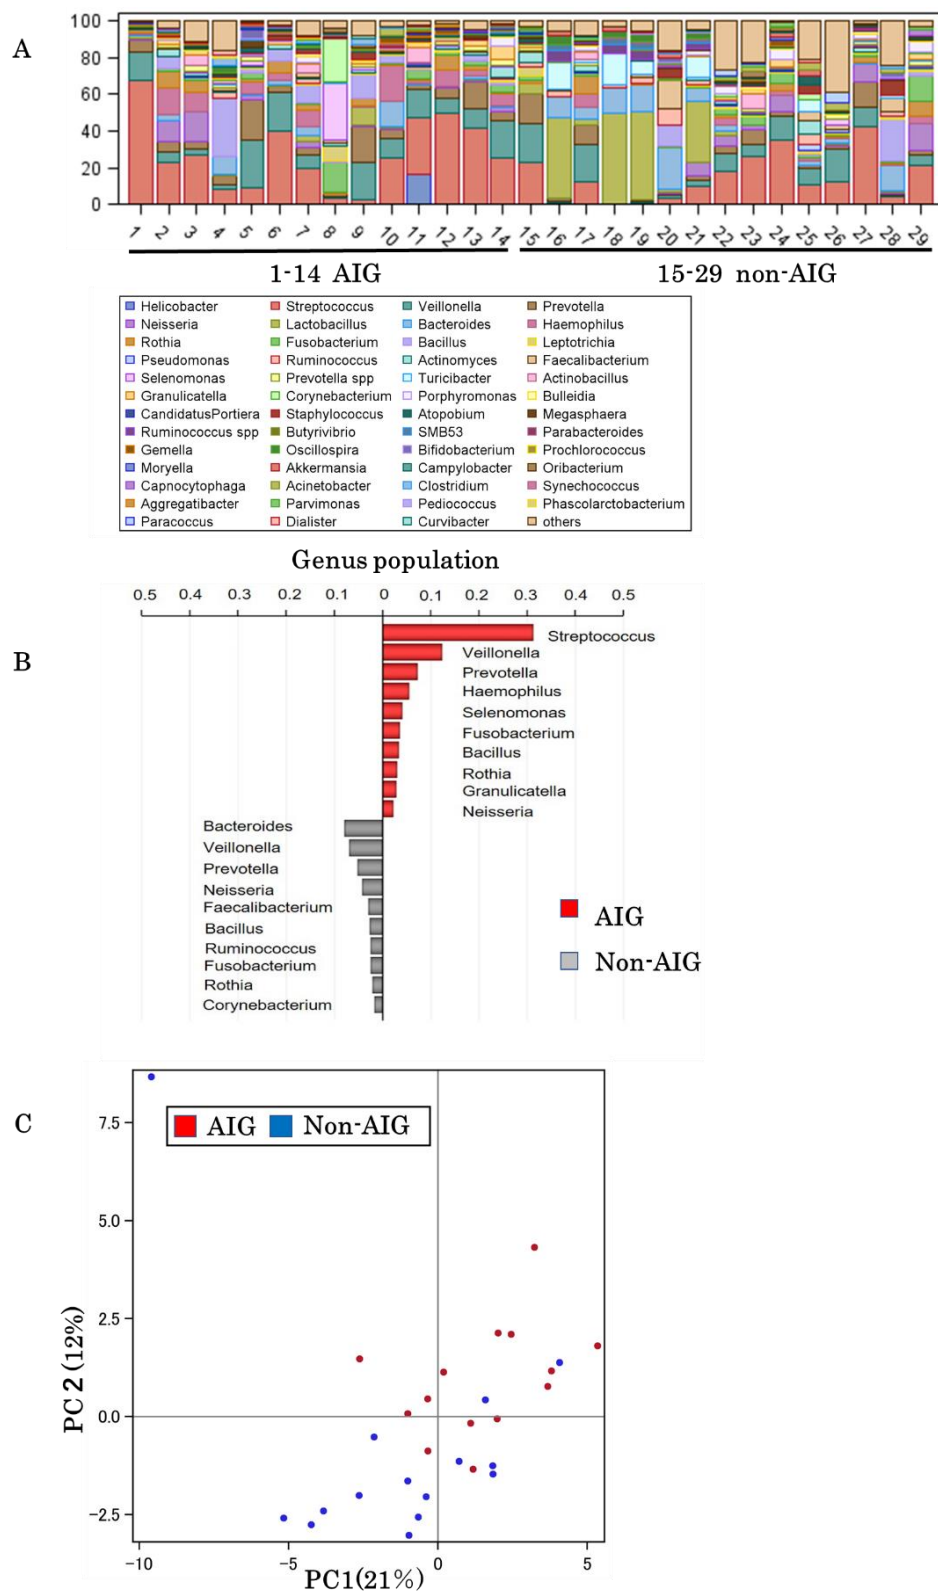 A
100
80
60
40
20
0
1 2 3 4 5 6 7 8 9 10 11 12 13 14 15 16 17 18 19 20 21 22 23 24 25 26 27 28 29
1-14 AIG 15-29 non-AIG
Helicobacter Streptococcus Veillonella Prevotella
Neisseria Lactobacillus Bacteroides Haemophilus
Rothia Fusobacterium Bacillus Leptotrichia
Pseudomonas Ruminococcus Actinomyces Faecalibacterium
Selenomonas Prevotella spp Turicibacter Actinobacillus
Granulicatella Corynebacterium Porphyromonas Bulleidia
CandidatusPortiera Staphylococcus Atopobium Megasphaera
Ruminococcus spp Butyrivibrio SMB53 Parabacteroides
Gemella Oscillospira Bifidobacterium Prochlorococcus
Moryella Akkermansia Campylobacter Oribacterium
Capnocytophaga Acinetobacter Clostridium Synechococcus
Aggregatibacter Parvimonas Pediococcus Phascolarctobacterium
Paracoccus Dialister Curvibacter others
Genus population
0.5 0.4 0.3 0.2 0.1 0 0.1 0.2 0.3 0.4 0.5
B
Streptococcus
Veillonella
Prevotella
Haemophilus
Selenomonas
Fusobacterium
Bacillus
Rothia
Granulicatella
Neisseria
Bacteroides
Veillonella
Prevotella
Neisseria
Faecalibacterium
Bacillus
Ruminococcus
Fusobacterium
Rothia
Corynebacterium
AIG
Non-AIG
C
AIG Non-AIG
7.5
5.0
2.5
0.0
−2.5
PC 2 (12%)
−10 −5 0 5
PC1(21%)